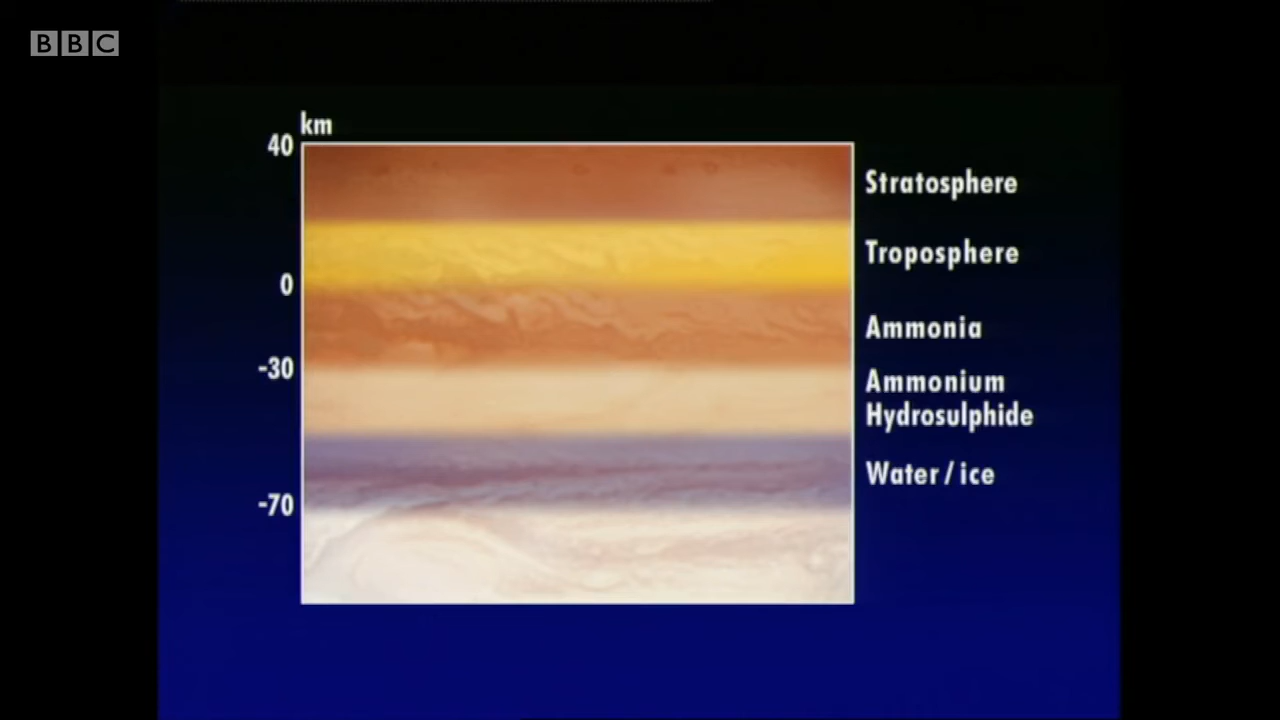 BBC
km
40
Stratosphere
Troposphere
0
Ammonia
-30
Ammonium
Hydrosulphide
Water / ice
-70